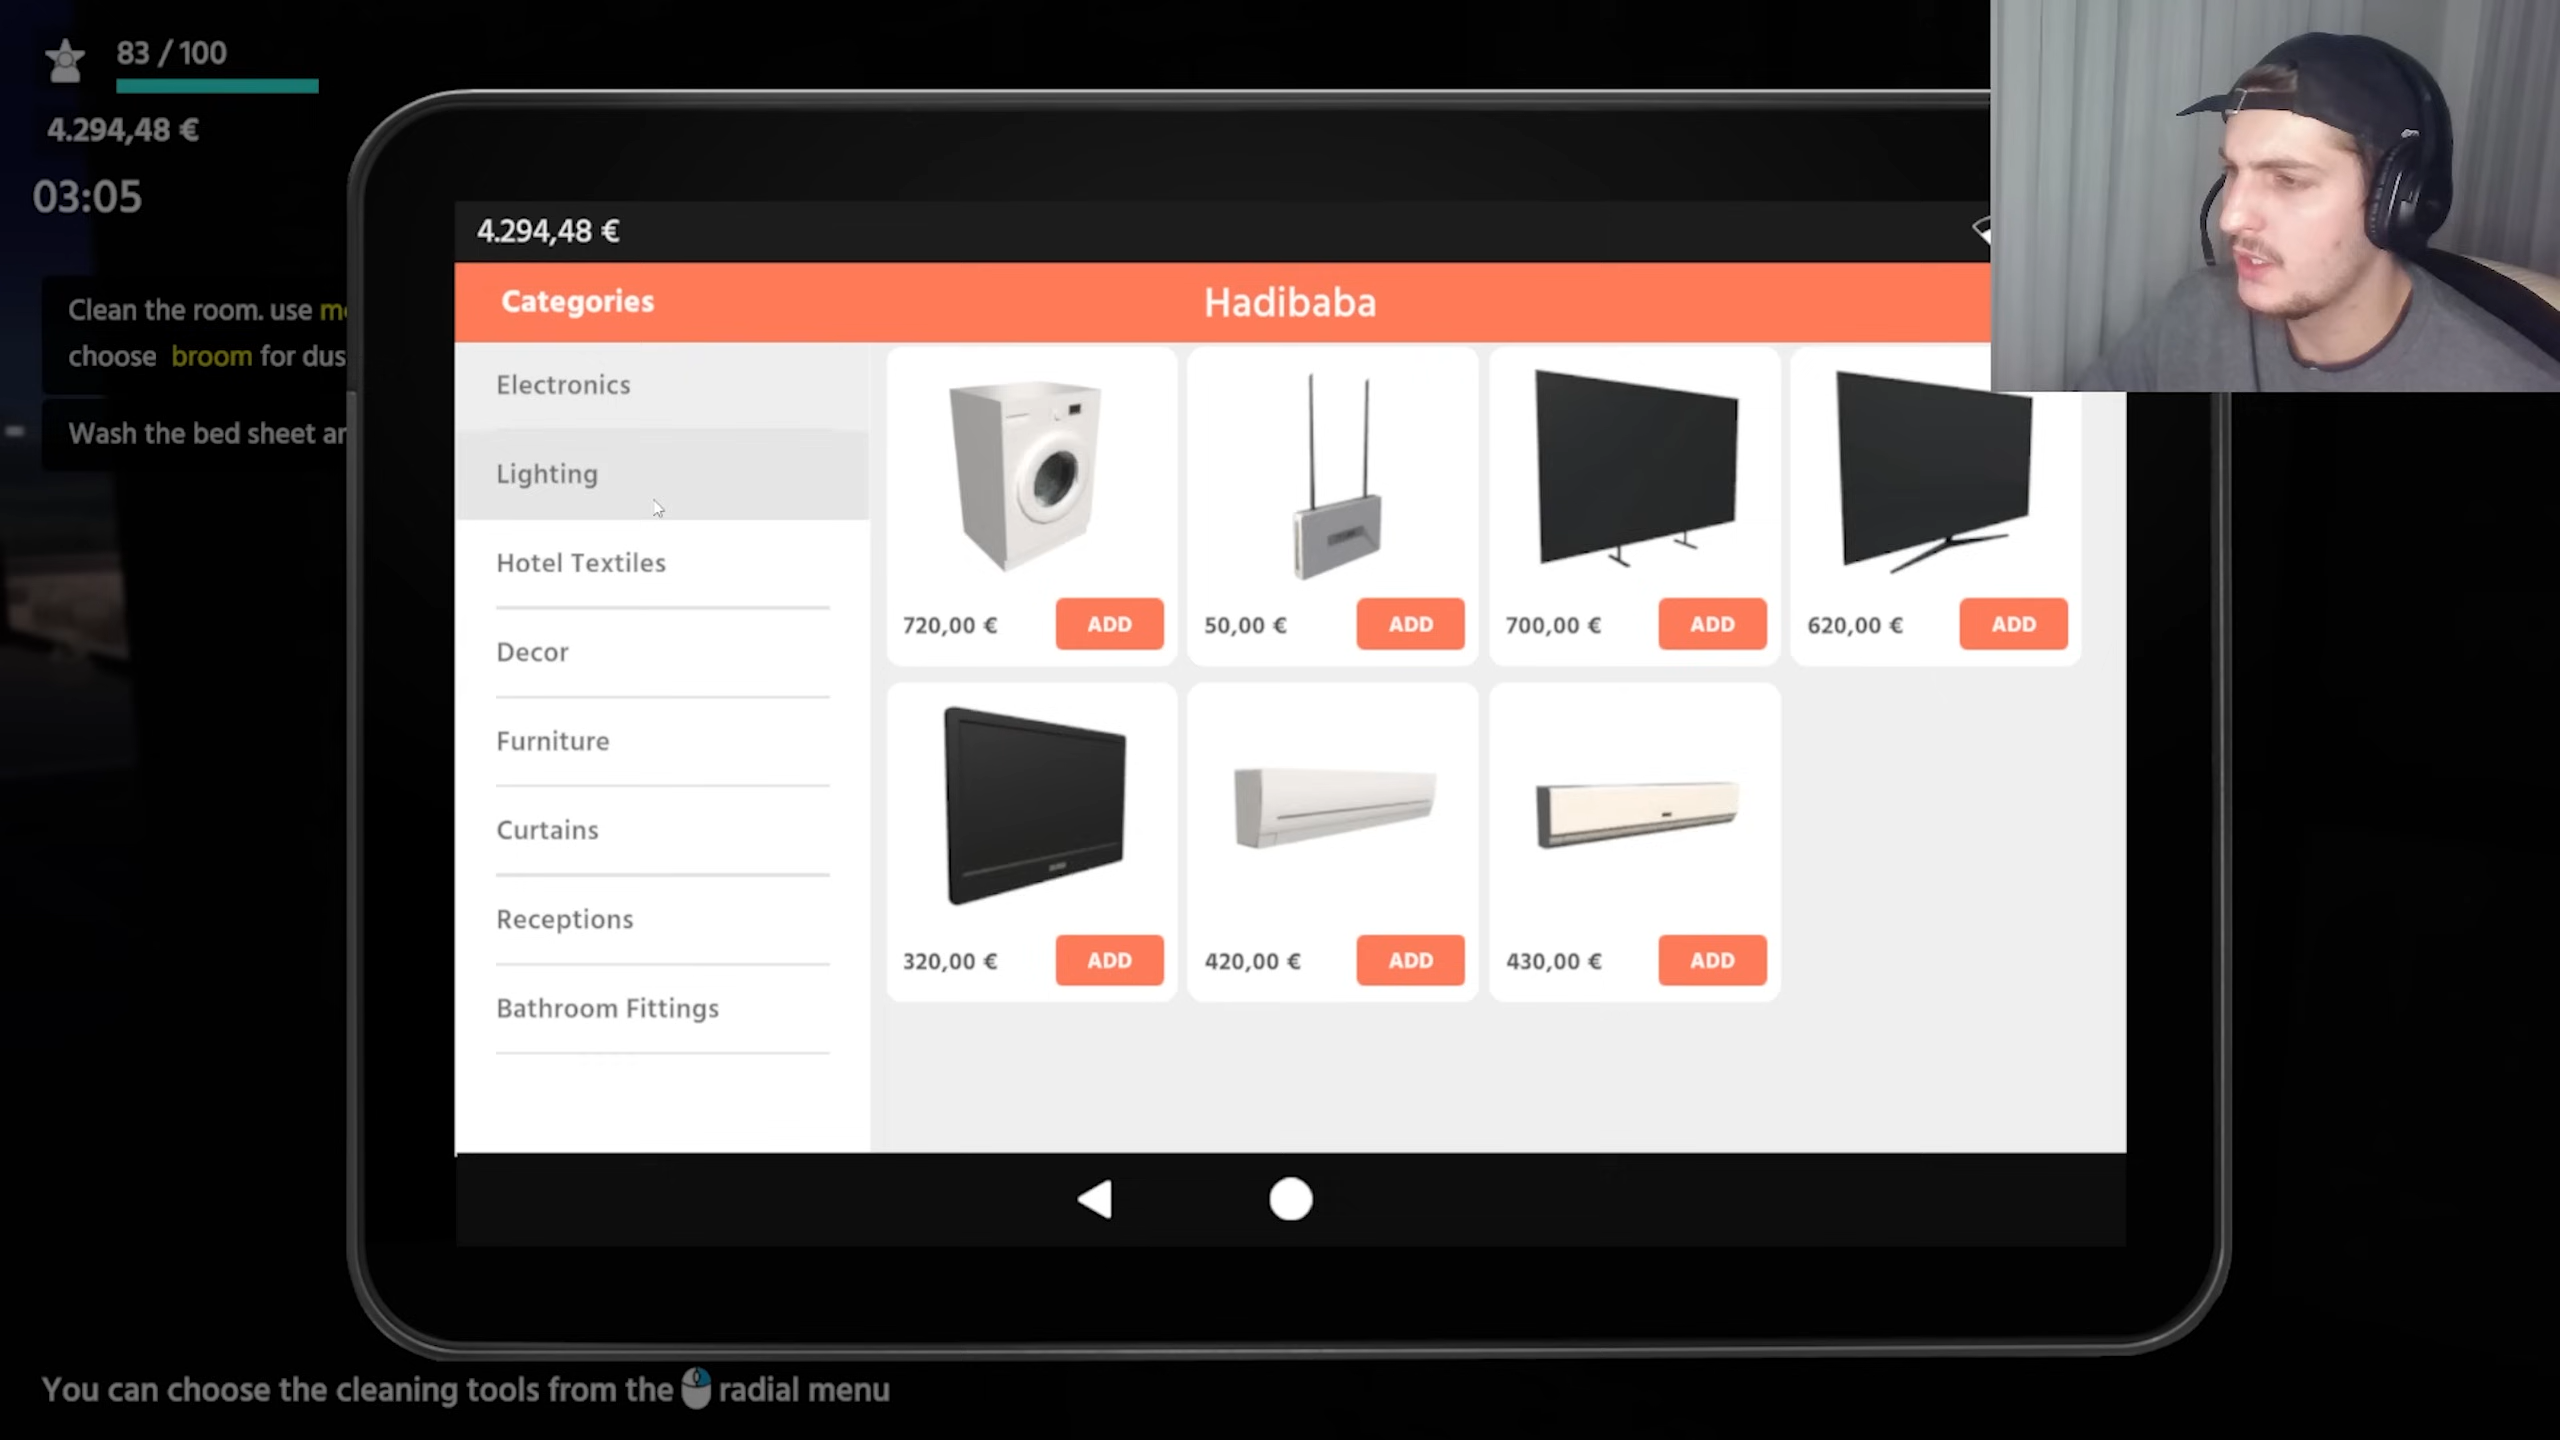 83 / 100
4.294,48 €
03:05
Clean the room. use
choose broom for dus
Wash the bed sheet
4.294,48 €
Categories
Hadibaba
Electronics
Lighting
Hotel Textiles
Decor
Furniture
Curtains
Receptions
Bathroom Fittings
720,00 € ADD
50,00 € ADD
700,00 € ADD
620,00 € ADD
320,00 € ADD
420,00 € ADD
430,00 € ADD
You can choose the cleaning tools from the radial menu